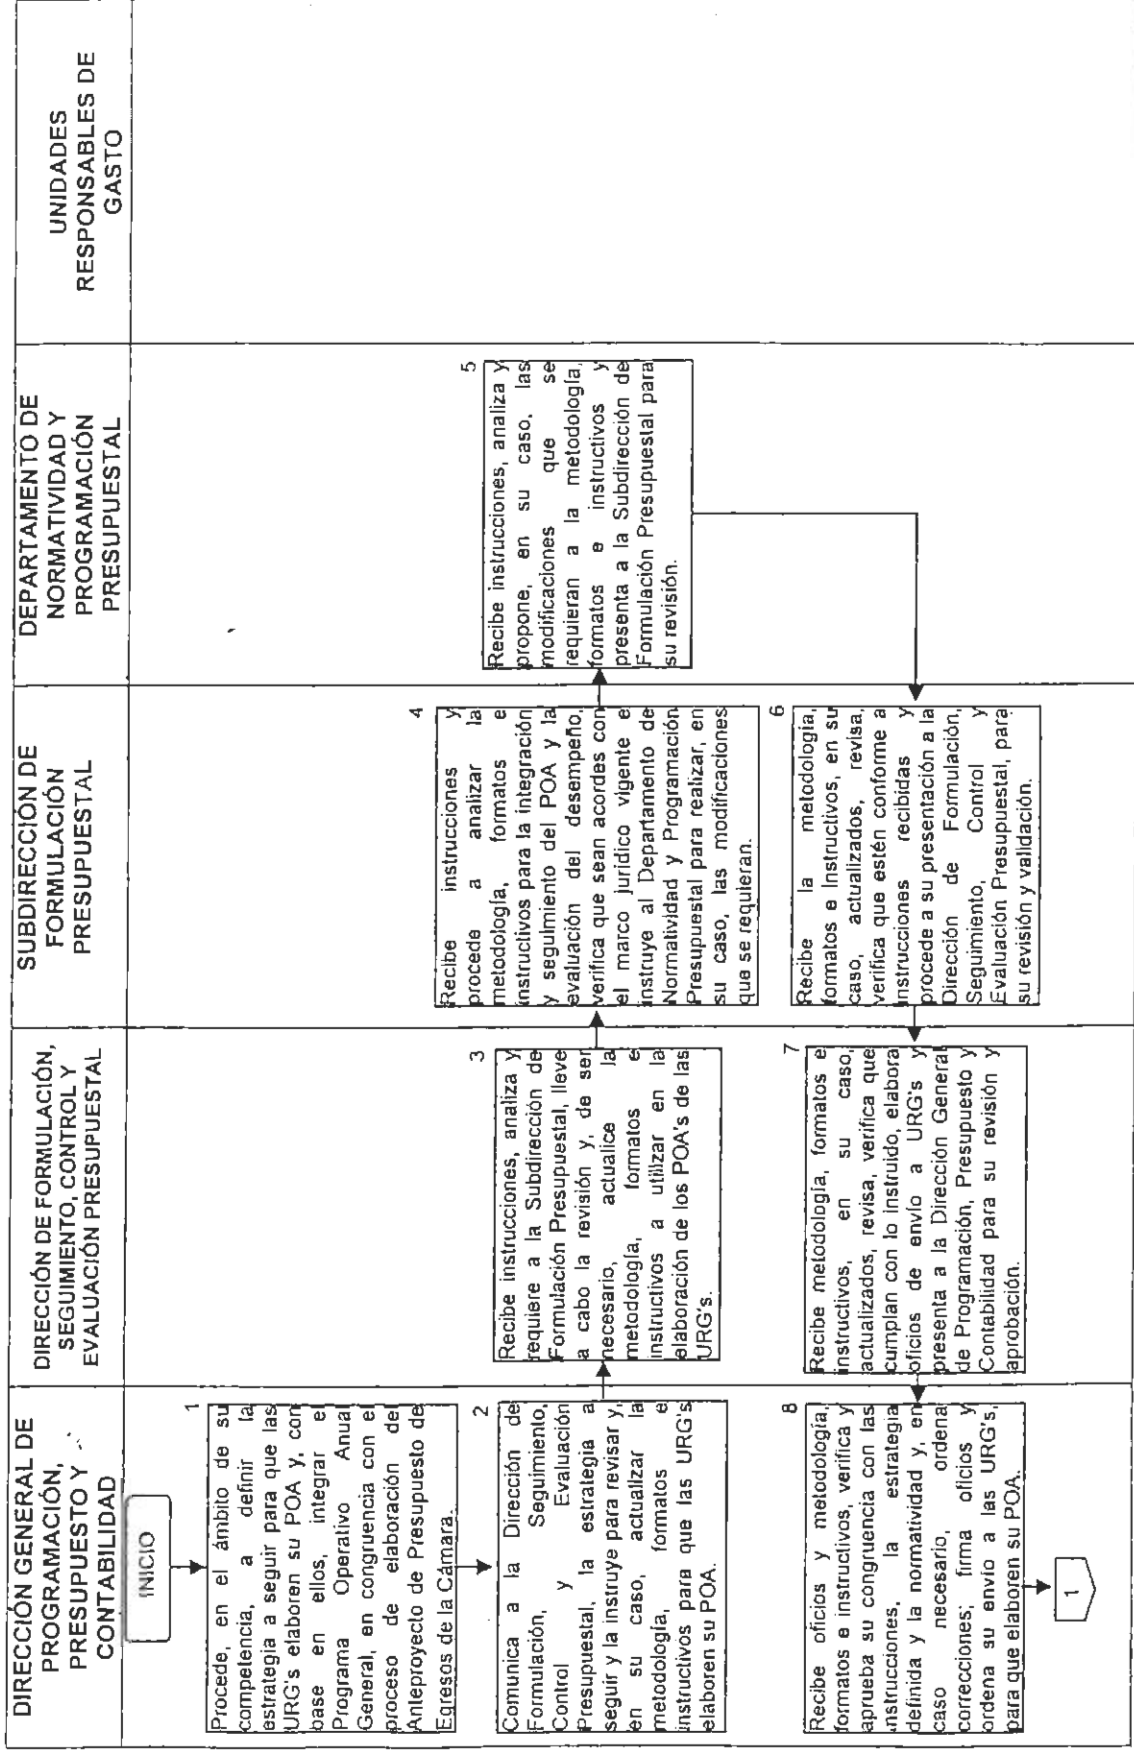 DIRECCIÓN GENERAL DE
PROGRAMACIÓN,
PRESUPUESTO Y
CONTABILIDAD
DIRECCIÓN DE FORMULACIÓN,
SEGUIMIENTO, CONTROL Y
EVALUACIÓN PRESUPUESTAL
SUBDIRECCIÓN DE
FORMULACIÓN
PRESUPUESTAL
DEPARTAMENTO DE
NORMATIVIDAD Y
PROGRAMACIÓN
PRESUPUESTAL
UNIDADES
RESPONSABLES DE
GASTO
INICIO
1
Procede, en el ámbito de su
competencia, a definir la
estrategia a seguir para que las
URG's elaboren su POA y, con
base en ellos, integrar el
Programa Operativo Anual
General, en congruencia con el
proceso de elaboración del
Anteproyecto de Presupuesto de
Egresos de la Cámara.
2
Comunica a la Dirección de
Formulación, Seguimiento,
Control y Evaluación
Presupuestal, la estrategia a
seguir y la instruye para revisar y,
en su caso, actualizar la
metodología, formatos e
instructivos para que las URG's
elaboren su POA.
3
Recibe instrucciones, analiza y
requiere a la Subdirección de
Formulación Presupuestal, lleve
a cabo la revisión y, de ser
necesario, actualice la
metodología, formatos e
instructivos a utilizar en la
elaboración de los POA's de las
URG's.
4
Recibe instrucciones y
procede a analizar la
metodología, formatos e
instructivos para la integración
y seguimiento del POA y la
evaluación del desempeño,
verifica que sean acordes con
el marco jurídico vigente e
instruye al Departamento de
Normatividad y Programación
Presupuestal para realizar, en
su caso, las modificaciones
que se requieran.
5
Recibe instrucciones, analiza y
propone, en su caso, las
modificaciones que se
requieran a la metodología,
formatos e instructivos y
presenta a la Subdirección de
Formulación Presupuestal para
su revisión.
6
Recibe la metodología,
formatos e Instructivos, en su
caso, actualizados, revisa,
verifica que estén conforme a
instrucciones recibidas y
procede a su presentación a la
Dirección de Formulación,
Seguimiento, Control y
Evaluación Presupuestal, para
su revisión y validación.
7
Recibe metodología, formatos e
instructivos, en su caso,
actualizados, revisa, verifica que
cumplan con lo instruido, elabora
oficios de envío a URG's y
presenta a la Dirección General
de Programación, Presupuesto y
Contabilidad para su revisión y
aprobación.
8
Recibe oficios y metodología,
formatos e instructivos, verifica y
aprueba su congruencia con las
instrucciones, la estrategia
definida y la normatividad y, en
caso necesario, ordena
correcciones; firma oficios y
ordena su envío a las URG's,
para que elaboren su POA.
1